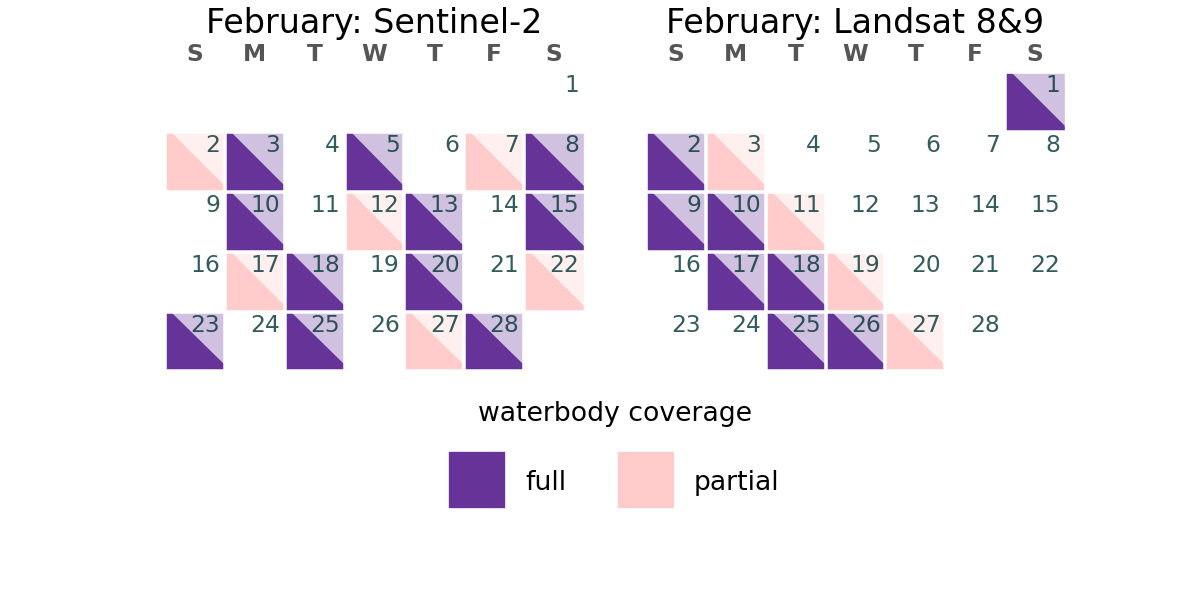 February: Sentinel-2
S M T W T F S
1
2 3 4 5 6 7 8
9 10 11 12 13 14 15
16 17 18 19 20 21 22
23 24 25 26 27 28
February: Landsat 8&9
S M T W T F S
1
2 3 4 5 6 7 8
9 10 11 12 13 14 15
16 17 18 19 20 21 22
23 24 25 26 27 28
waterbody coverage
full partial